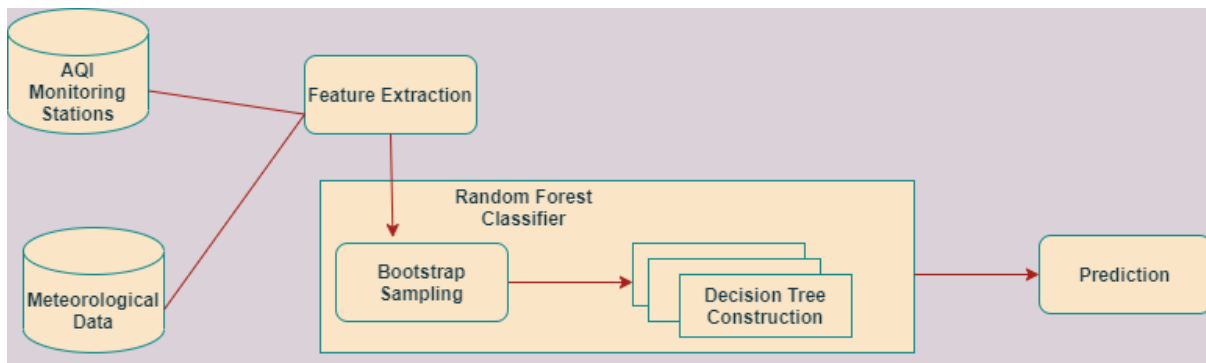 AQI
Monitoring
Stations
Feature Extraction
Random Forest
Classifier
Bootstrap
Sampling
Decision Tree
Construction
Prediction
Meteorological
Data